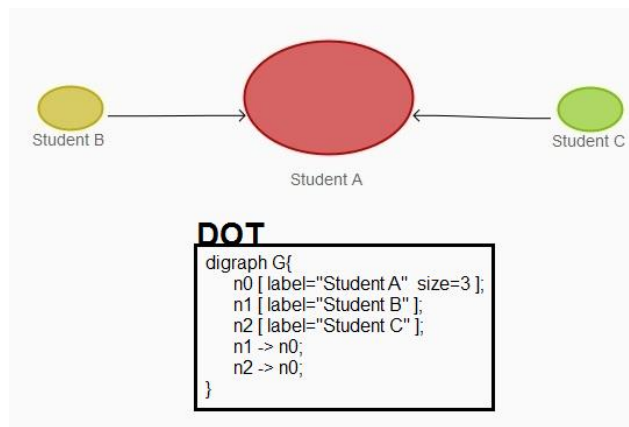 Student B
Student A
Student C
DOT
digraph G{
n0 [ label="Student A"  size=3 ];
n1 [ label="Student B" ];
n2 [ label="Student C" ];
n1 -> n0;
n2 -> n0;
}